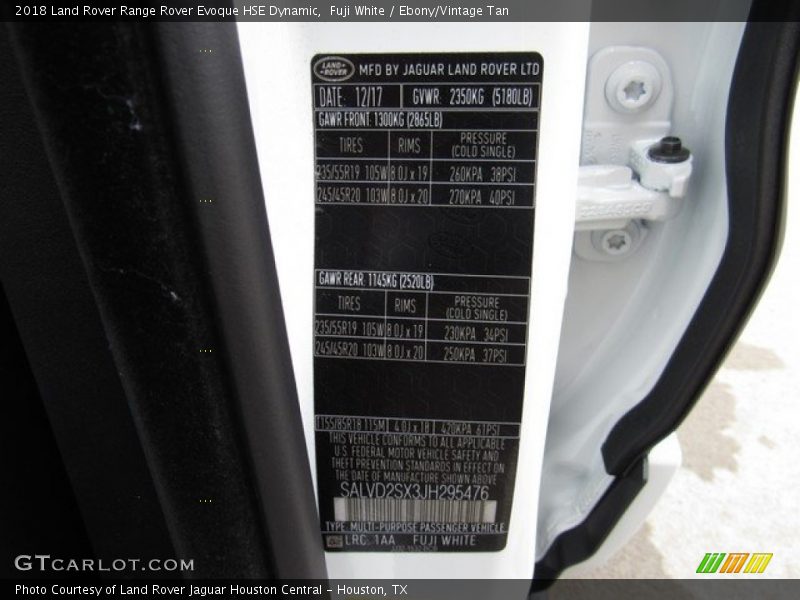 2018 Land Rover Range Rover Evoque HSE Dynamic, Fuji White / Ebony/Vintage Tan
LAND-ROVER MFD BY JAGUAR LAND ROVER LTD
DATE: 12/17 GVWR: 2350KG (5180LB)
GAWR FRONT: 1300KG (2865LB)
TIRES RIMS PRESSURE (COLD SINGLE)
235/55R19 105W 8.0J x 19 260KPA 38PSI
245/45R20 103W 8.0J x 20 270KPA 40PSI
GAWR REAR: 1145KG (2520LB)
TIRES RIMS PRESSURE (COLD SINGLE)
235/55R19 105W 8.0J x 19 230KPA 34PSI
245/45R20 103W 8.0J x 20 250KPA 37PSI
T155/85R18 115M 4.0J x 18 420KPA 61PSI
THIS VEHICLE CONFORMS TO ALL APPLICABLE
U.S. FEDERAL MOTOR VEHICLE SAFETY AND
THEFT PREVENTION STANDARDS IN EFFECT ON
THE DATE OF MANUFACTURE SHOWN ABOVE
SALVD2SX3JH295476
TYPE: MULTI-PURPOSE PASSENGER VEHICLE
LRC: 1AA FUJI WHITE
GTcarlot.com
Photo Courtesy of Land Rover Jaguar Houston Central - Houston, TX